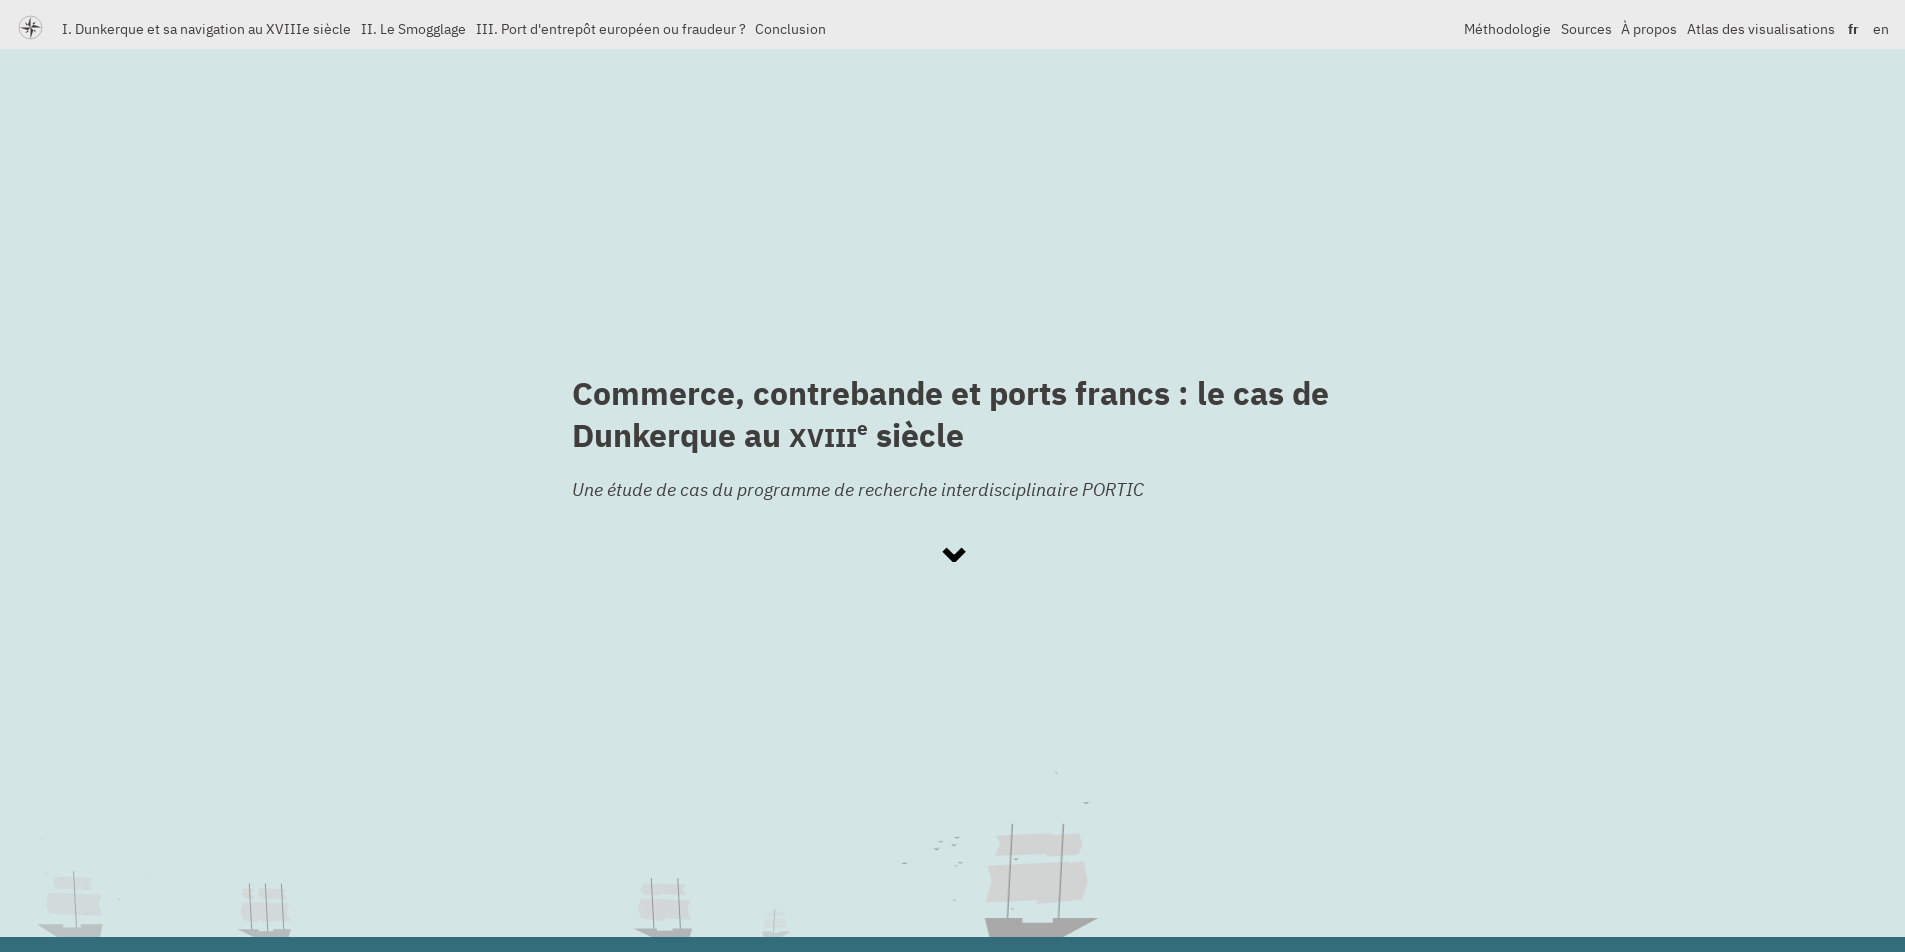 I. Dunkerque et sa navigation au XVIIIe siècle II. Le Smogglage III. Port d'entrepôt européen ou fraudeur ? Conclusion Méthodologie Sources À propos Atlas des visualisations fr en
Commerce, contrebande et ports francs : le cas de
Dunkerque au XVIIIe siècle
Une étude de cas du programme de recherche interdisciplinaire PORTIC